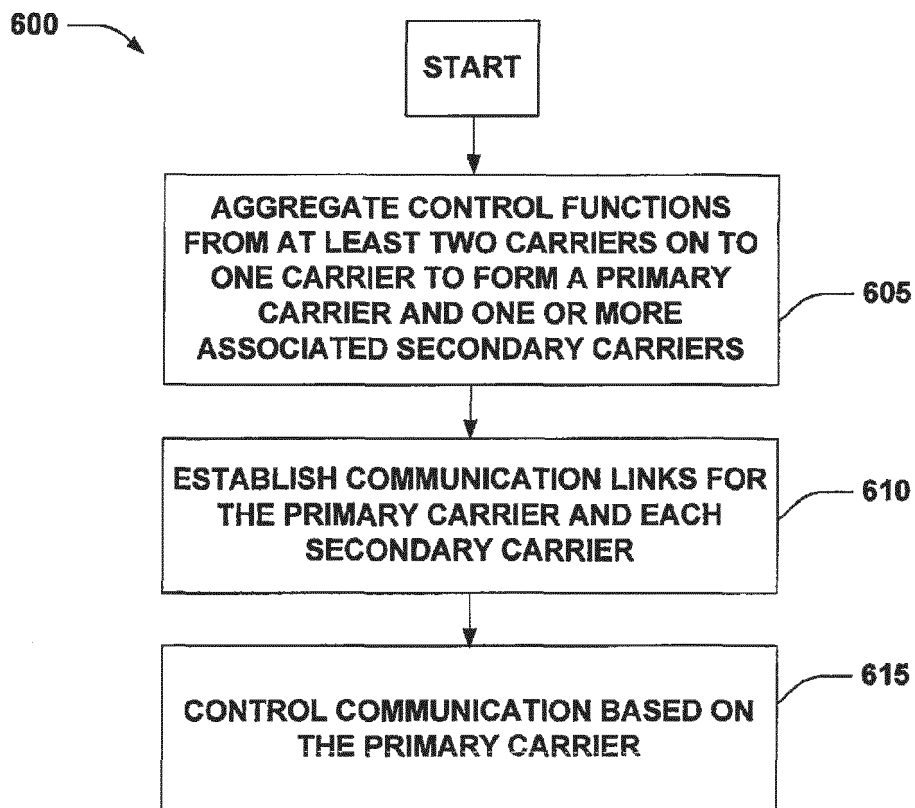 600
START
AGGREGATE CONTROL FUNCTIONS
FROM AT LEAST TWO CARRIERS ON TO
ONE CARRIER TO FORM A PRIMARY
CARRIER AND ONE OR MORE
ASSOCIATED SECONDARY CARRIERS
605
ESTABLISH COMMUNICATION LINKS FOR
THE PRIMARY CARRIER AND EACH
SECONDARY CARRIER
610
CONTROL COMMUNICATION BASED ON
THE PRIMARY CARRIER
615